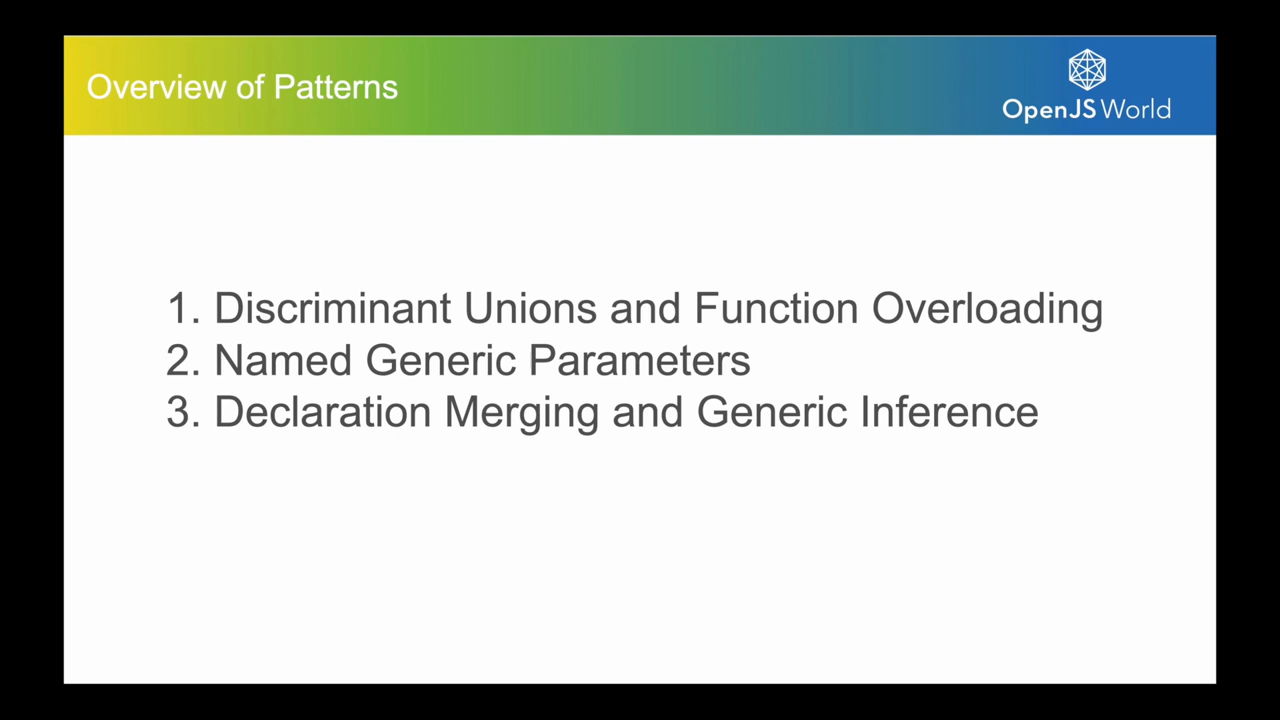 Overview of Patterns
OpenJS World
1. Discriminant Unions and Function Overloading
2. Named Generic Parameters
3. Declaration Merging and Generic Inference